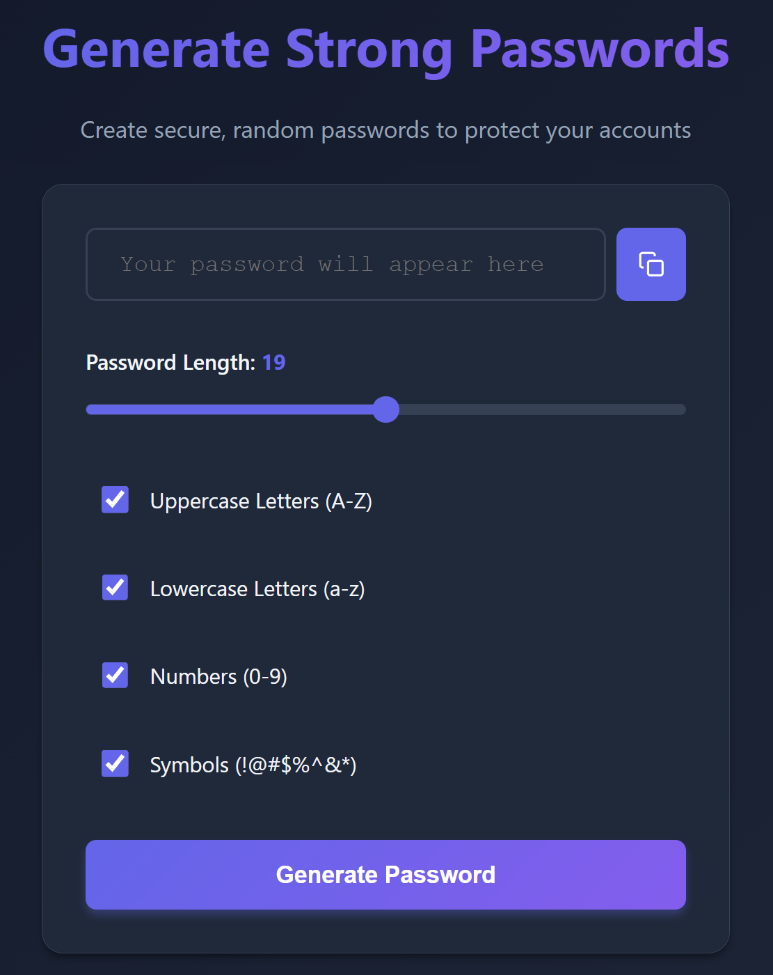 Generate Strong Passwords
Create secure, random passwords to protect your accounts
Your password will appear here
Password Length: 19
Uppercase Letters (A-Z)
Lowercase Letters (a-z)
Numbers (0-9)
Symbols (!@#$%^&*)
Generate Password